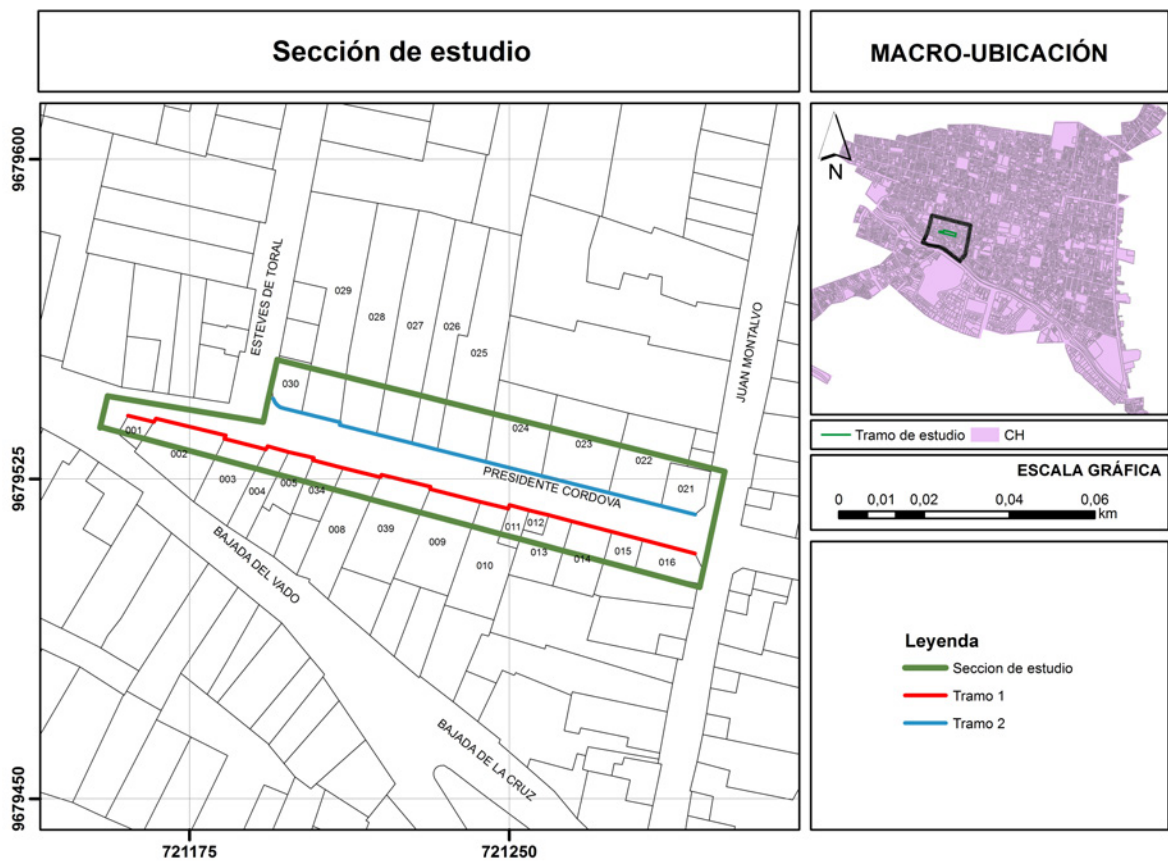 Sección de estudio
MACRO-UBICACIÓN
9679600
9679525
9679450
721175
721250
ESTEVES DE TORAL
JUAN MONTALVO
PRESIDENTE CORDOVA
BAJADA DEL VADO
BAJADA DE LA CRUZ
029
028
027
026
025
030
024
023
022
021
001
002
003
004
005
034
008
039
009
010
011
012
013
014
015
016
N
Tramo de estudio
CH
ESCALA GRÁFICA
0 0,01 0,02 0,04 0,06
km
Leyenda
Seccion de estudio
Tramo 1
Tramo 2